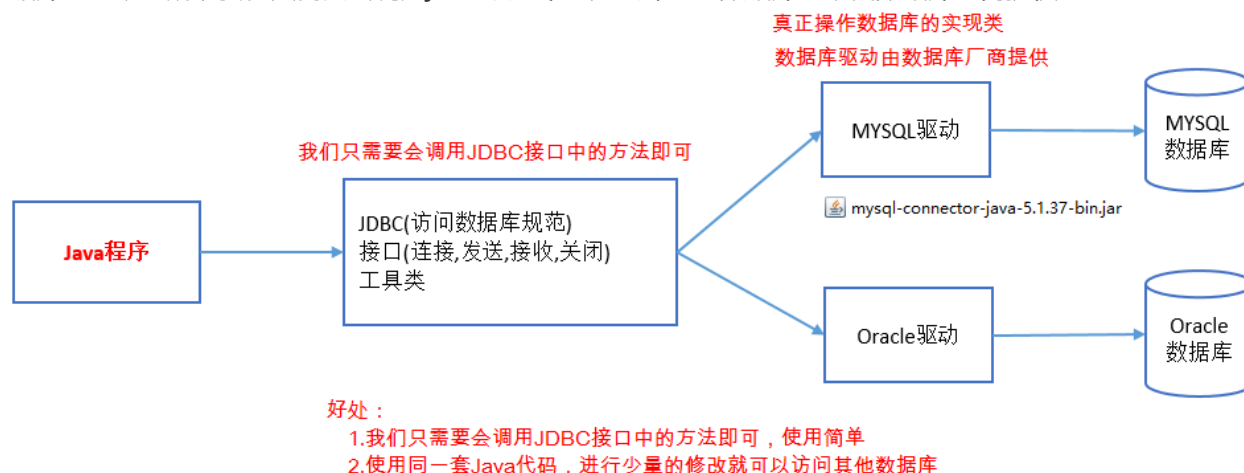 真正操作数据库的实现类
数据库驱动由数据库厂商提供
MYSQL驱动
MYSQL
数据库
我们只需要会调用JDBC接口中的方法即可
mysql-connector-java-5.1.37-bin.jar
Java程序
JDBC(访问数据库规范)
接口(连接,发送,接收,关闭)
工具类
Oracle驱动
Oracle
数据库
好处：
1.我们只需要会调用JDBC接口中的方法即可，使用简单
2.使用同一套Java代码，进行少量的修改就可以访问其他数据库